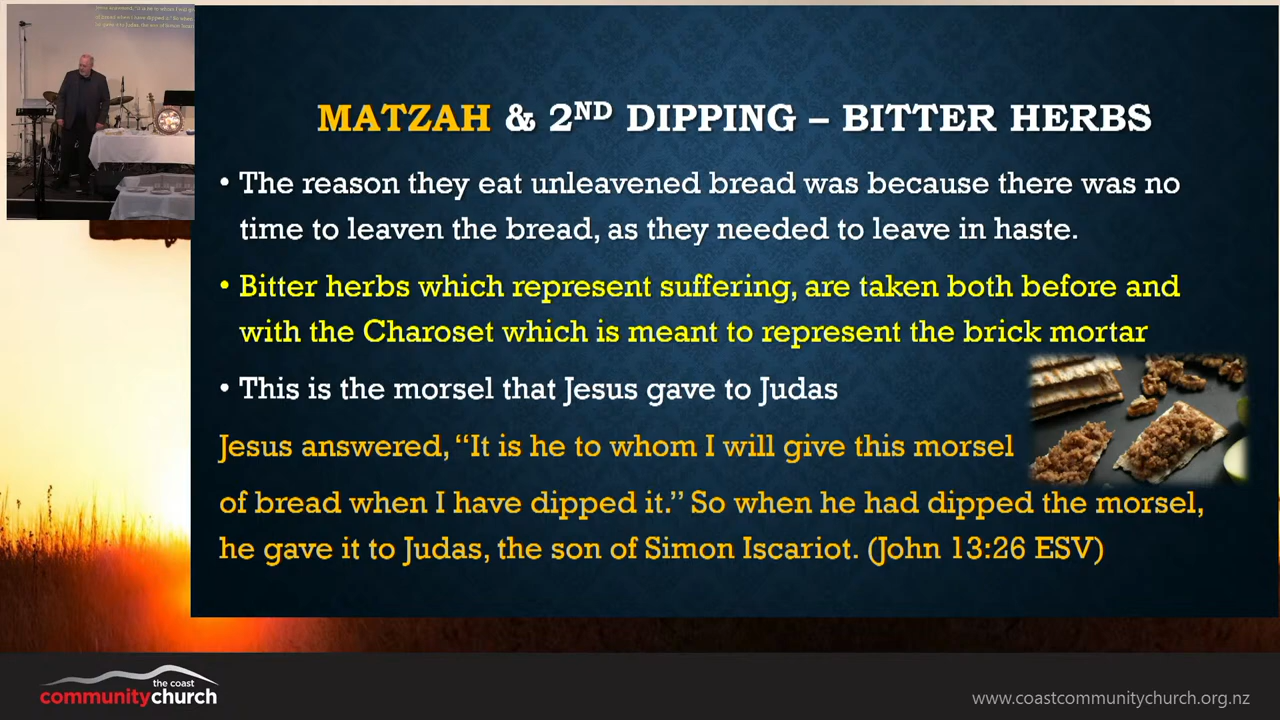 MATZAH & 2ND DIPPING – BITTER HERBS
• The reason they eat unleavened bread was because there was no
time to leaven the bread, as they needed to leave in haste.
• Bitter herbs which represent suffering, are taken both before and
with the Charoset which is meant to represent the brick mortar
• This is the morsel that Jesus gave to Judas
Jesus answered, “It is he to whom I will give this morsel
of bread when I have dipped it.” So when he had dipped the morsel,
he gave it to Judas, the son of Simon Iscariot. (John 13:26 ESV)
the coast
communitychurch
www.coastcommunitychurch.org.nz